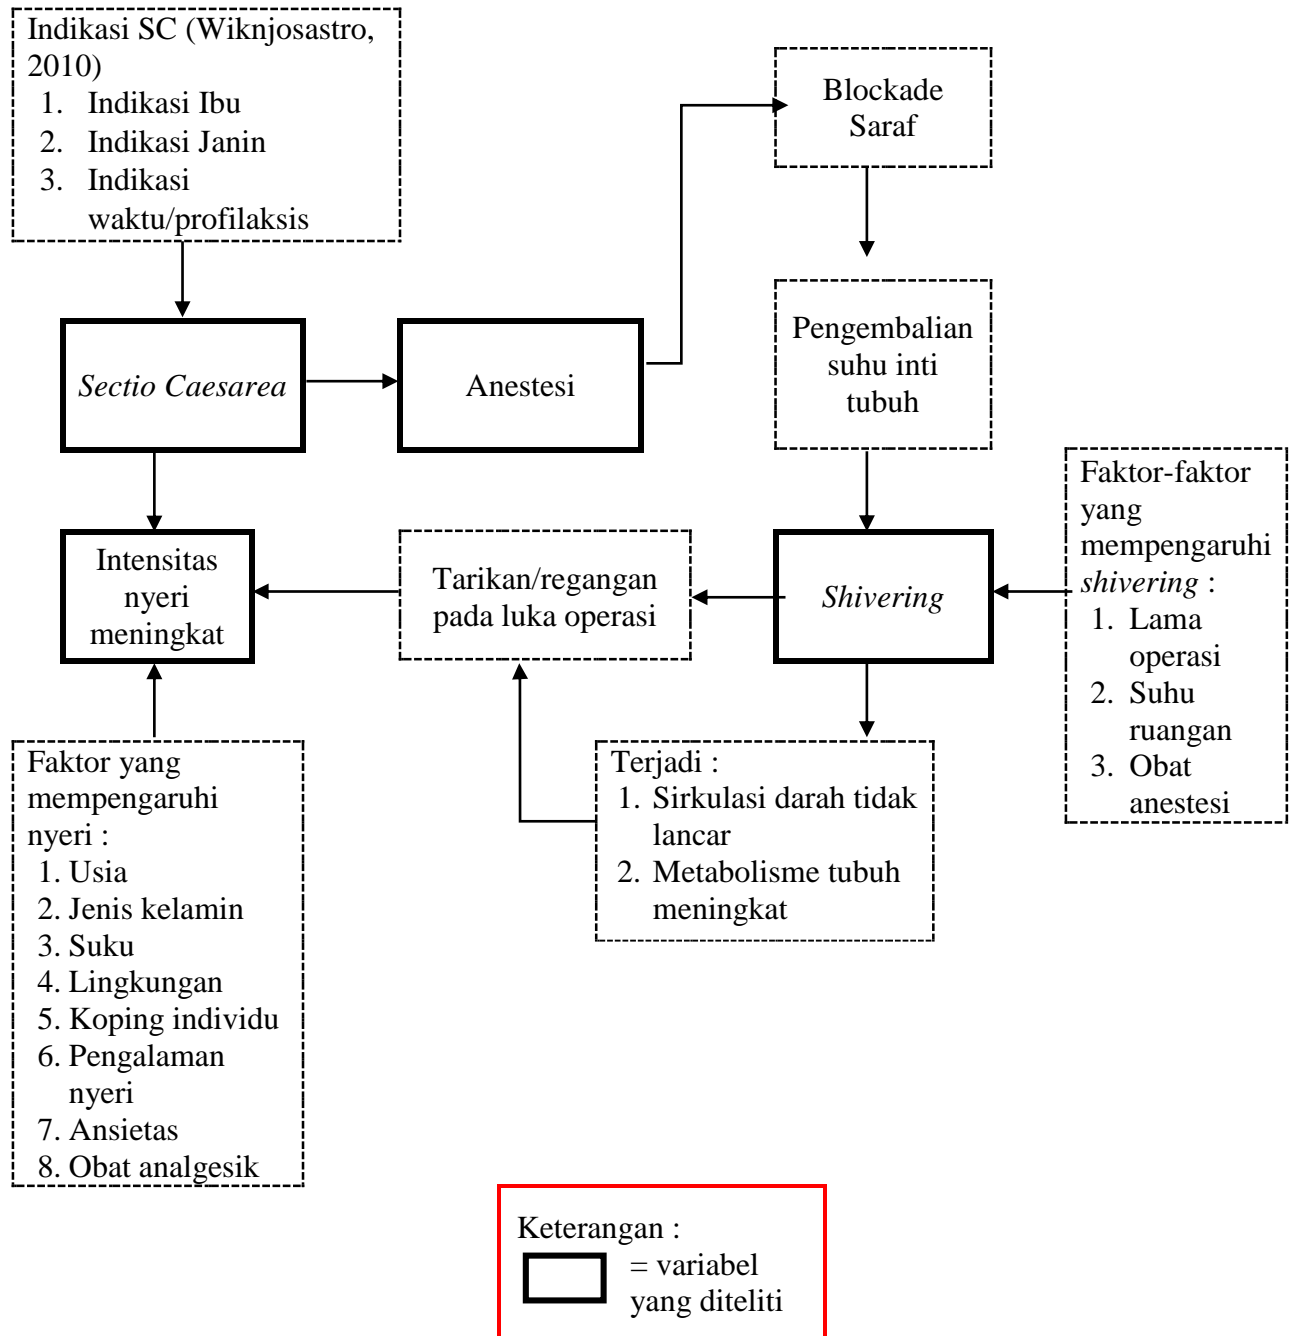 Indikasi SC (Wiknjosastro,
2010)
1. Indikasi Ibu
2. Indikasi Janin
3. Indikasi
waktu/profilaksis
Blockade
Saraf
Sectio Caesarea
Anestesi
Pengembalian
suhu inti
tubuh
Intensitas
nyeri
meningkat
Tarikan/regangan
pada luka operasi
Shivering
Faktor-faktor
yang
mempengaruhi
shivering :
1. Lama
operasi
2. Suhu
ruangan
3. Obat
anestesi
Faktor yang
mempengaruhi
nyeri :
1. Usia
2. Jenis kelamin
3. Suku
4. Lingkungan
5. Koping individu
6. Pengalaman
nyeri
7. Ansietas
8. Obat analgesik
Terjadi :
1. Sirkulasi darah tidak
lancar
2. Metabolisme tubuh
meningkat
Keterangan :
= variabel
yang diteliti